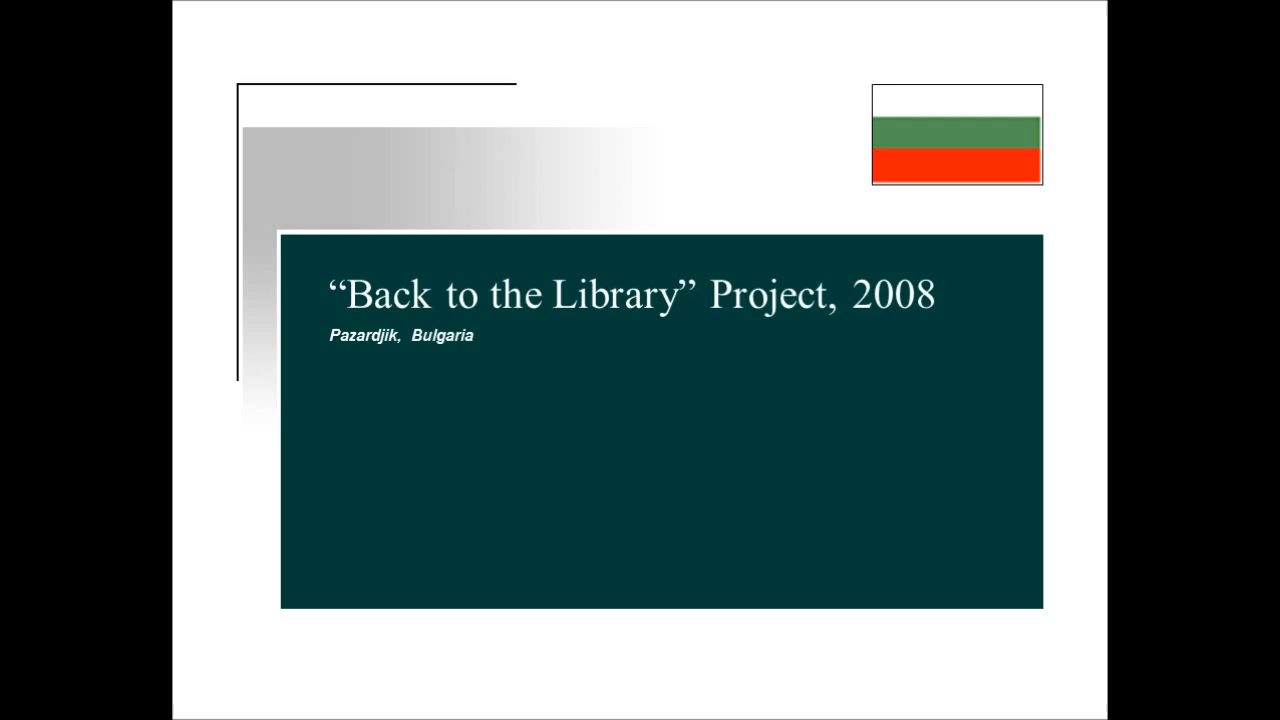 “Back to the Library” Project, 2008
Pazardjik, Bulgaria